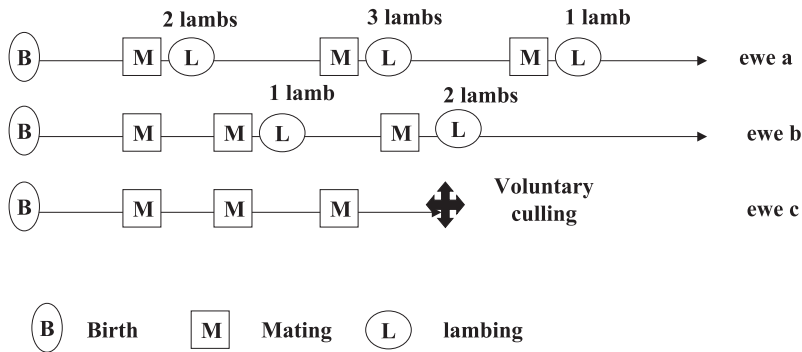 2 lambs 3 lambs 1 lamb
B M L M L M L ewe a
1 lamb 2 lambs
B M M L M L ewe b
Voluntary
culling
B M M M ewe c
B Birth M Mating L lambing